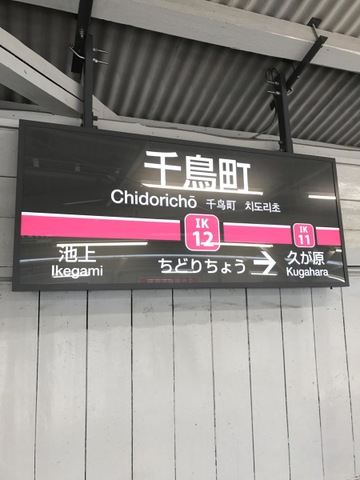 千鳥町
Chidorichō 千鸟町 치도리초
IK
12
IK
11
池上
Ikegami
ちどりちょう
久が原
Kugahara